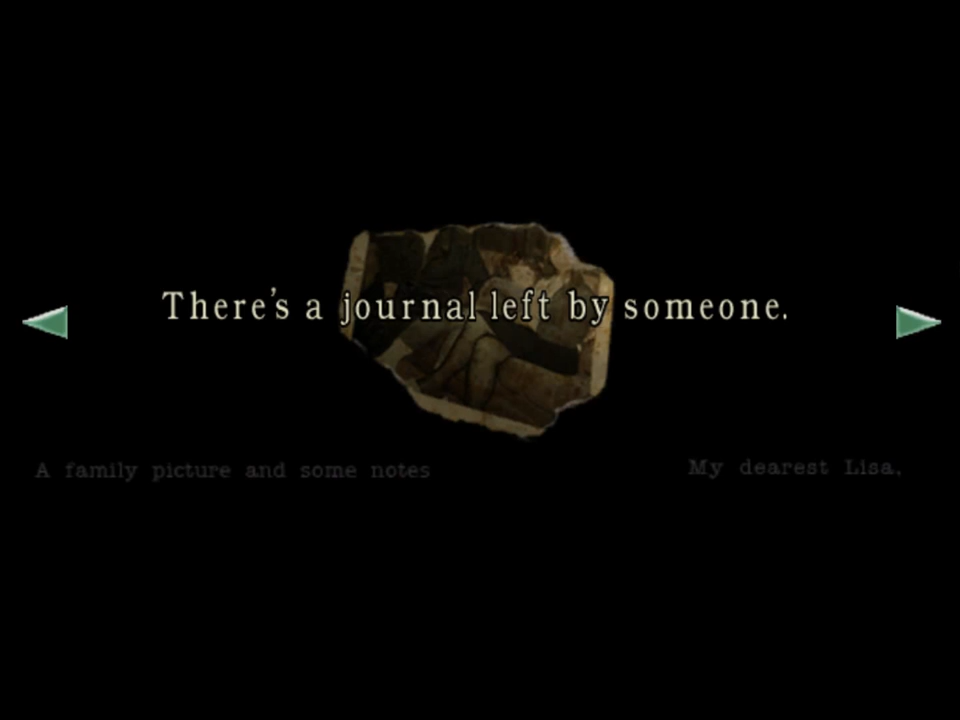 There's a journal left by someone.
A family picture and some notes
My dearest Lisa,